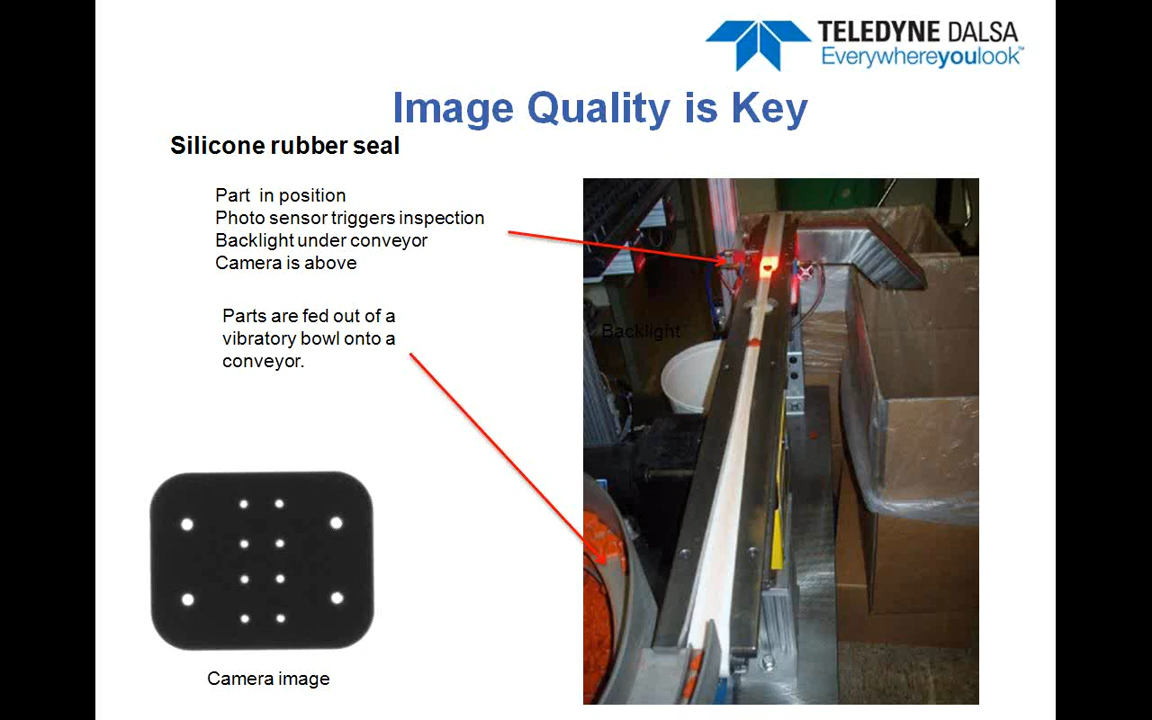 TELEDYNE DALSA
Everywhereyoulook™
Image Quality is Key
Silicone rubber seal
Part in position
Photo sensor triggers inspection
Backlight under conveyor
Camera is above
Parts are fed out of a
vibratory bowl onto a
conveyor.
Backlight
Camera image